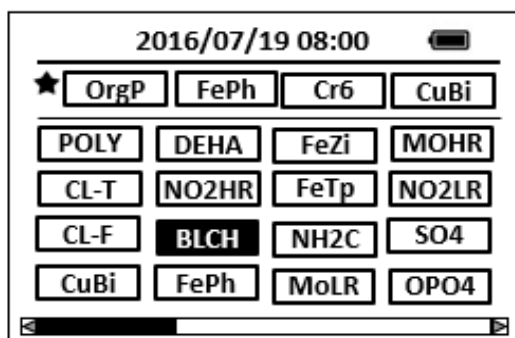 2016/07/19 08:00
OrgP FePh Cr6 CuBi
POLY DEHA FeZi MOHR
CL-T NO2HR FeTp NO2LR
CL-F BLCH NH2C SO4
CuBi FePh MoLR OPO4